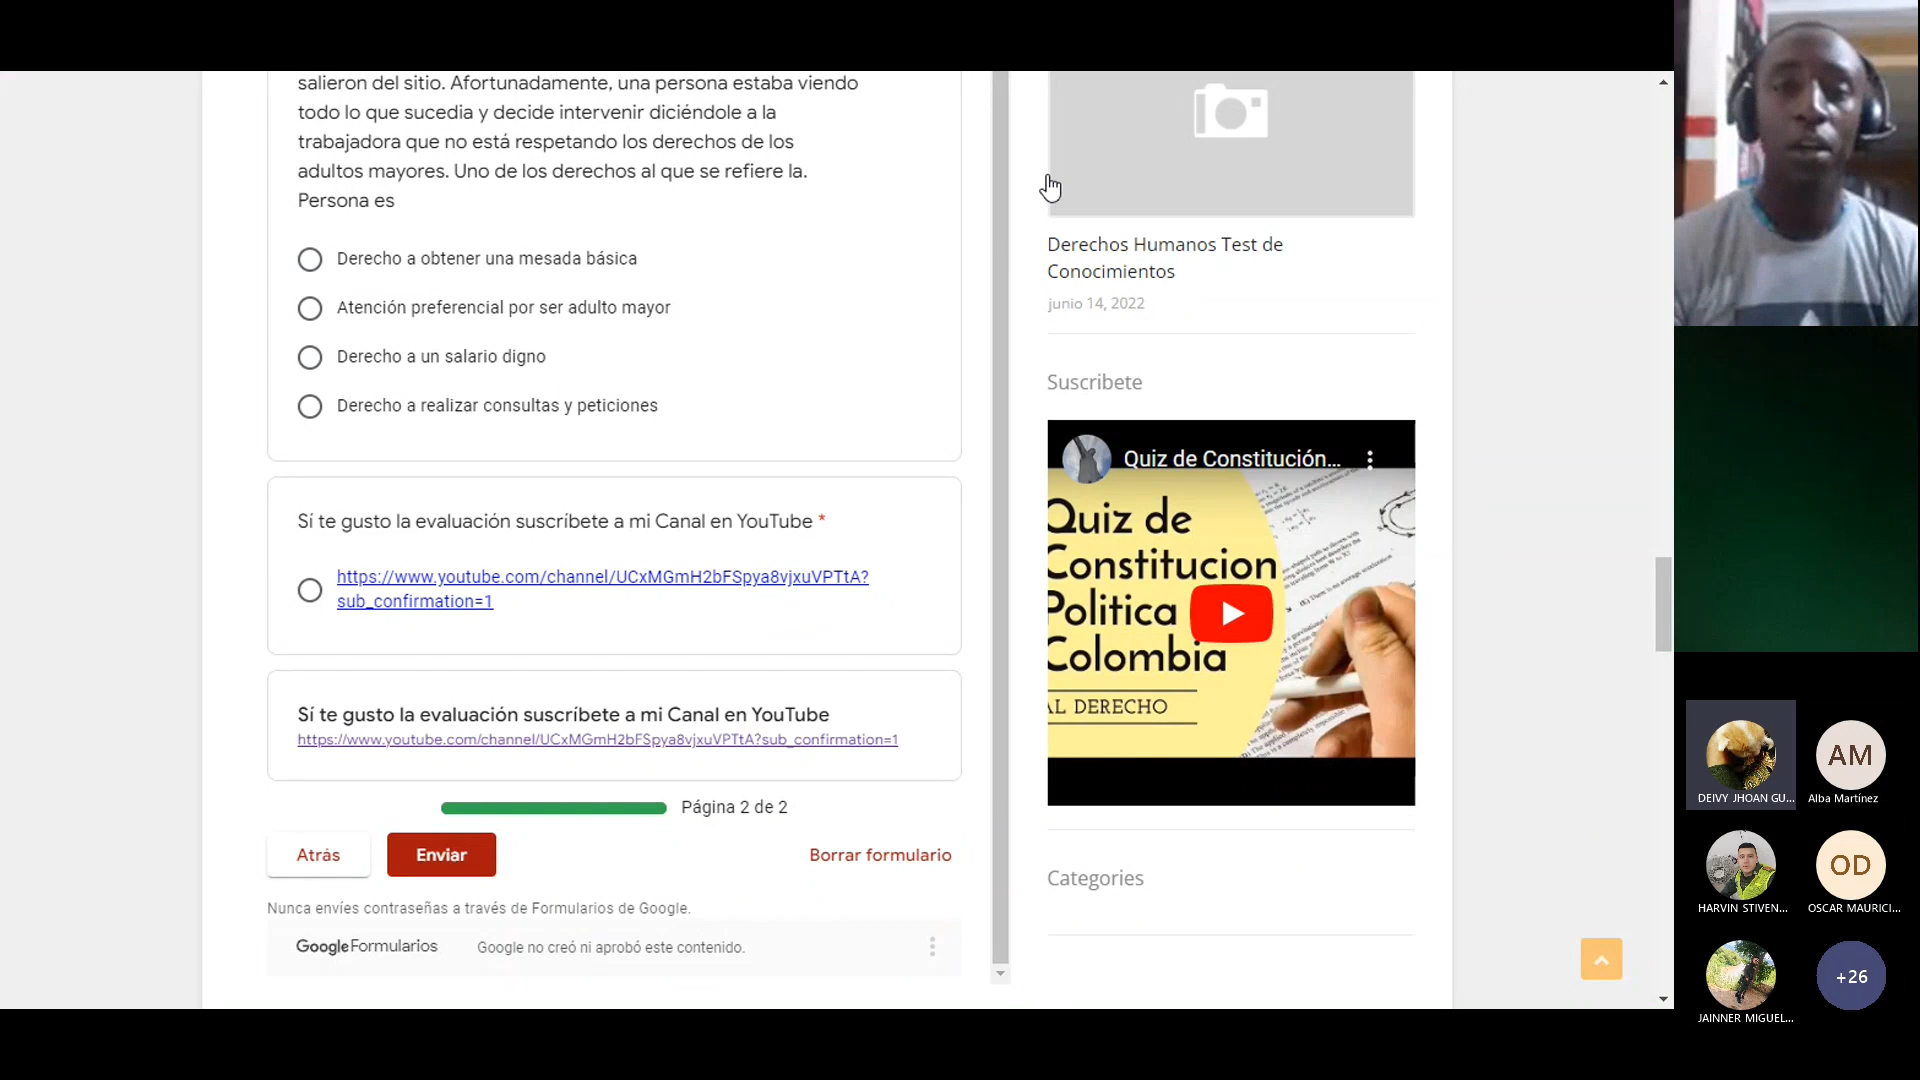 salieron del sitio. Afortunadamente, una persona estaba viendo
todo lo que sucedia y decide intervenir diciéndole a la
trabajadora que no está respetando los derechos de los
adultos mayores. Uno de los derechos al que se refiere la.
Persona es
Derecho a obtener una mesada básica
Atención preferencial por ser adulto mayor
Derecho a un salario digno
Derecho a realizar consultas y peticiones
Sí te gusto la evaluación suscríbete a mi Canal en YouTube *
https://www.youtube.com/channel/UCxMGmH2bFSpya8vjxuVPTtA?
sub_confirmation=1
Sí te gusto la evaluación suscríbete a mi Canal en YouTube
https://www.youtube.com/channel/UCxMGmH2bFSpya8vjxuVPTtA?sub_confirmation=1
Página 2 de 2
Atrás
Enviar
Borrar formulario
Nunca envíes contraseñas a través de Formularios de Google.
Google Formularios
Google no creó ni aprobó este contenido.
Derechos Humanos Test de
Conocimientos
junio 14, 2022
Suscribete
Quiz de Constitución...
Quiz de
Constitucion
Politica
Colombia
AL DERECHO
Categories
DEIVY JHOAN GU...
AM
Alba Martínez
HARVIN STIVEN...
OD
OSCAR MAURICI...
JAINNER MIGUEL...
+26